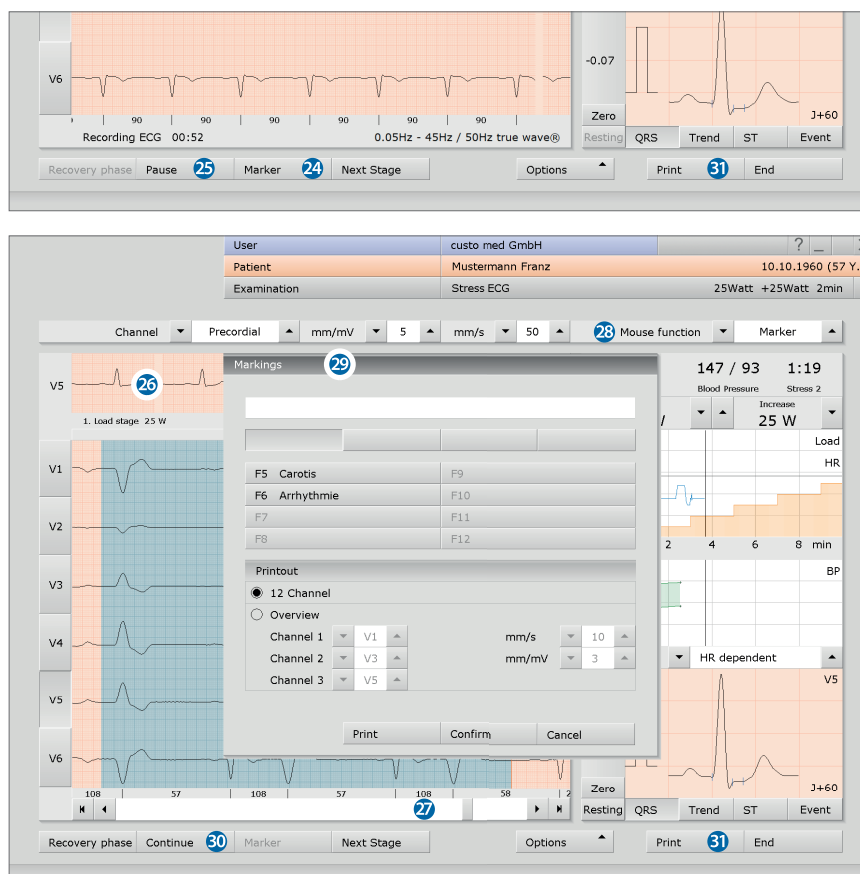 V6
-0.07
90 90 90 90 90 90
Zero
J+60
Recording ECG 00:52 0.05Hz - 45Hz / 50Hz true wave®
Resting QRS Trend ST Event
Recovery phase Pause 25 Marker 24 Next Stage Options Print 31 End
User custo med GmbH ? _
Patient Mustermann Franz 10.10.1960 (57 Y.
Examination Stress ECG 25Watt +25Watt 2min
Channel Precordial mm/mV 5 mm/s 50 28 Mouse function Marker
V5 26
1. Load stage 25 W
Markings 29
147 / 93 1:19
Blood Pressure Stress 2
Increase
25 W
Load
HR
V1
V2
V3
V4
V5
V6
F5 Carotis F9
F6 Arrhythmie F10
F7 F11
F8 F12
Printout
12 Channel
Overview
Channel 1 V1 mm/s 10
Channel 2 V3 mm/mV 3
Channel 3 V5
Print Confirm Cancel
2 4 6 8 min
BP
HR dependent
V5
108 57 108 57 108 58 2
27
Zero
J+60
Resting QRS Trend ST Event
Recovery phase Continue 30 Marker Next Stage Options Print 31 End